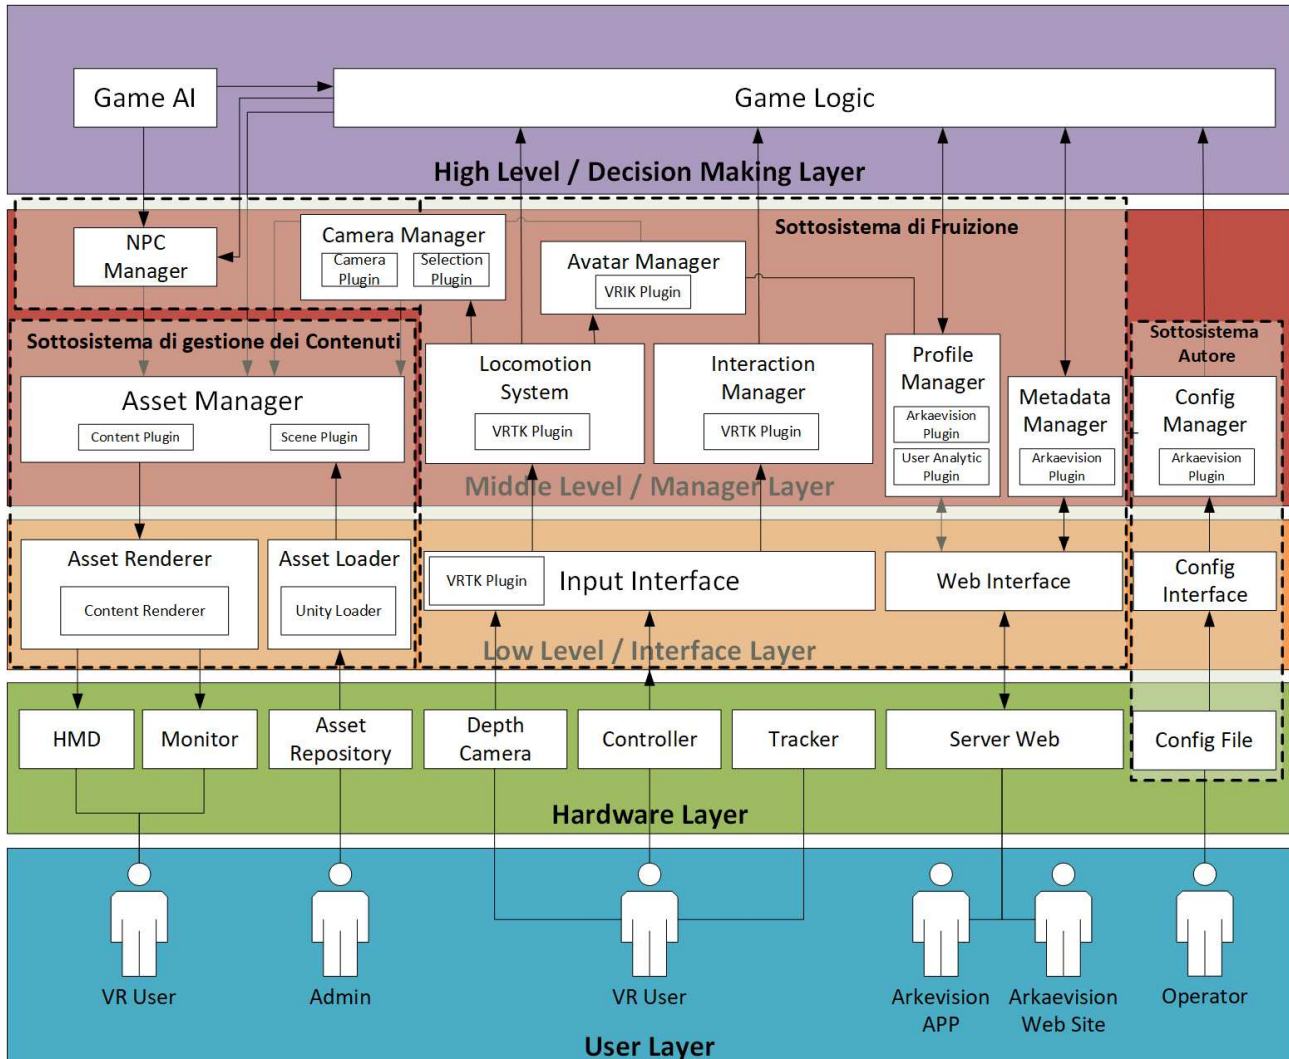 Game AI
Game Logic
High Level / Decision Making Layer
NPC
Manager
Camera Manager
Camera
Plugin
Selection
Plugin
Sottosistema di Fruizione
Avatar Manager
VRIK Plugin
Sottosistema di gestione dei Contenuti
Asset Manager
Content Plugin
Scene Plugin
Locomotion
System
VRTK Plugin
Interaction
Manager
VRTK Plugin
Profile
Manager
Arkaevision
Plugin
User Analytic
Plugin
Metadata
Manager
Arkaevision
Plugin
Sottosistema
Autore
Config
Manager
Arkaevision
Plugin
Middle Level / Manager Layer
Asset Renderer
Content Renderer
Asset Loader
Unity Loader
VRTK Plugin
Input Interface
Web Interface
Config
Interface
Low Level / Interface Layer
HMD
Monitor
Asset
Repository
Depth
Camera
Controller
Tracker
Server Web
Config File
Hardware Layer
VR User
Admin
VR User
Arkevision
APP
Arkaevision
Web Site
Operator
User Layer